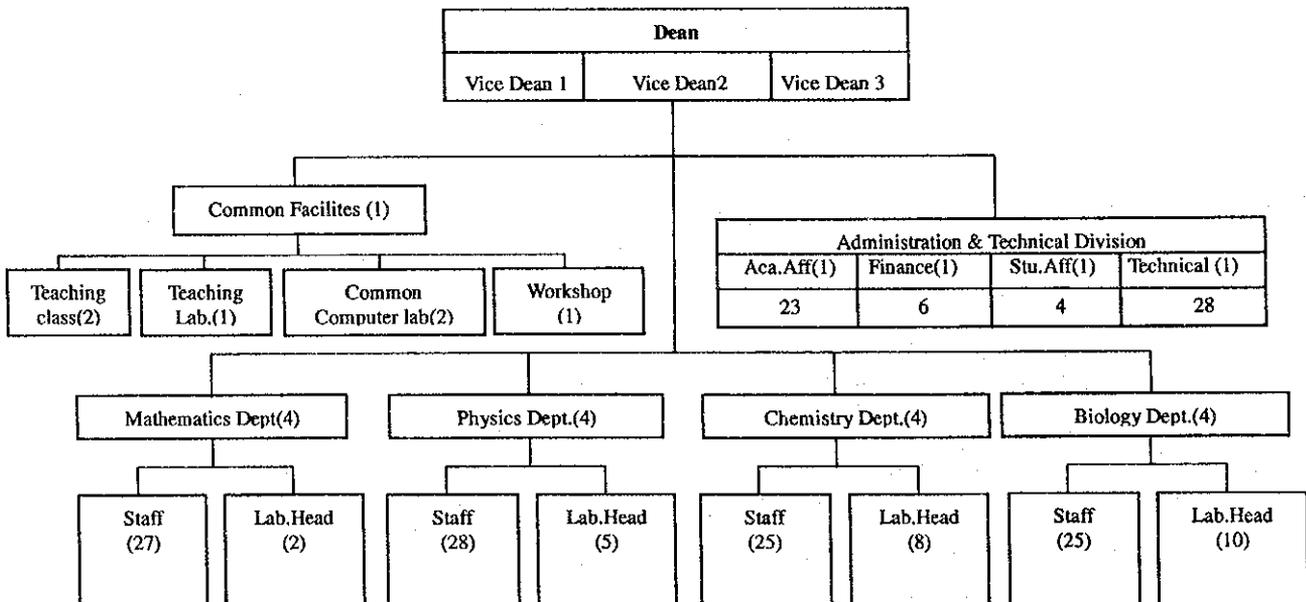 Dean
Vice Dean 1
Vice Dean2
Vice Dean 3
Common Facilites (1)
Teaching
class(2)
Teaching
Lab.(1)
Common
Computer lab(2)
Workshop
(1)
Administration & Technical Division
Aca.Aff(1)
Finance(1)
Stu.Aff(1)
Technical (1)
23
6
4
28
Mathematics Dept(4)
Physics Dept.(4)
Chemistry Dept.(4)
Biology Dept.(4)
Staff
(27)
Lab.Head
(2)
Staff
(28)
Lab.Head
(5)
Staff
(25)
Lab.Head
(8)
Staff
(25)
Lab.Head
(10)